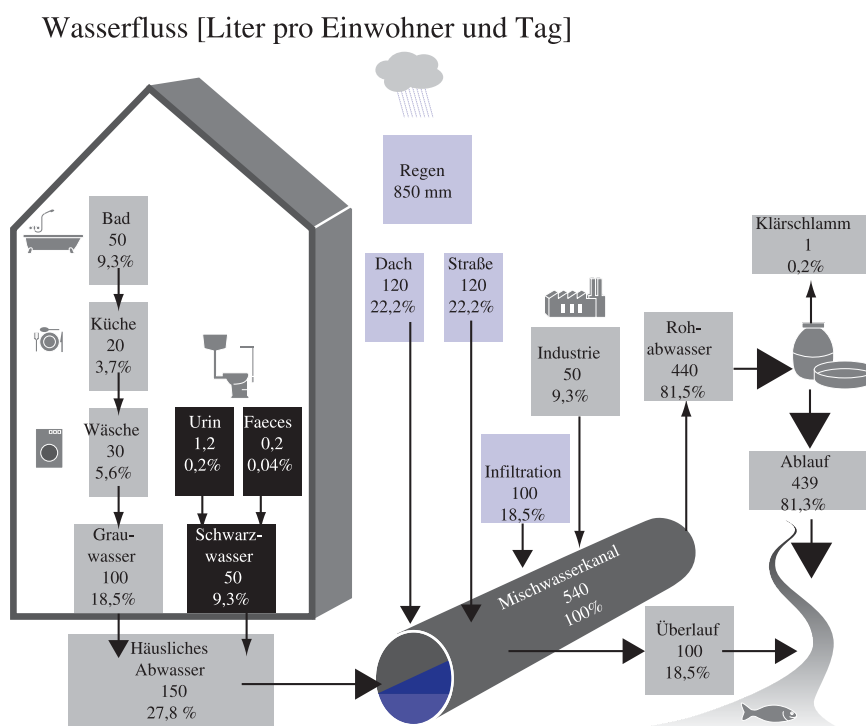 Wasserfluss [Liter pro Einwohner und Tag]
Regen
850 mm
Bad
50
9,3%
Küche
20
3,7%
Wäsche
30
5,6%
Urin
1,2
0,2%
Faeces
0,2
0,04%
Grau-
wasser
100
18,5%
Schwarz-
wasser
50
9,3%
Häusliches
Abwasser
150
27,8 %
Dach
120
22,2%
Straße
120
22,2%
Infiltration
100
18,5%
Industrie
50
9,3%
Mischwasserkanal
540
100%
Roh-
abwasser
440
81,5%
Klärschlamm
1
0,2%
Ablauf
439
81,3%
Überlauf
100
18,5%